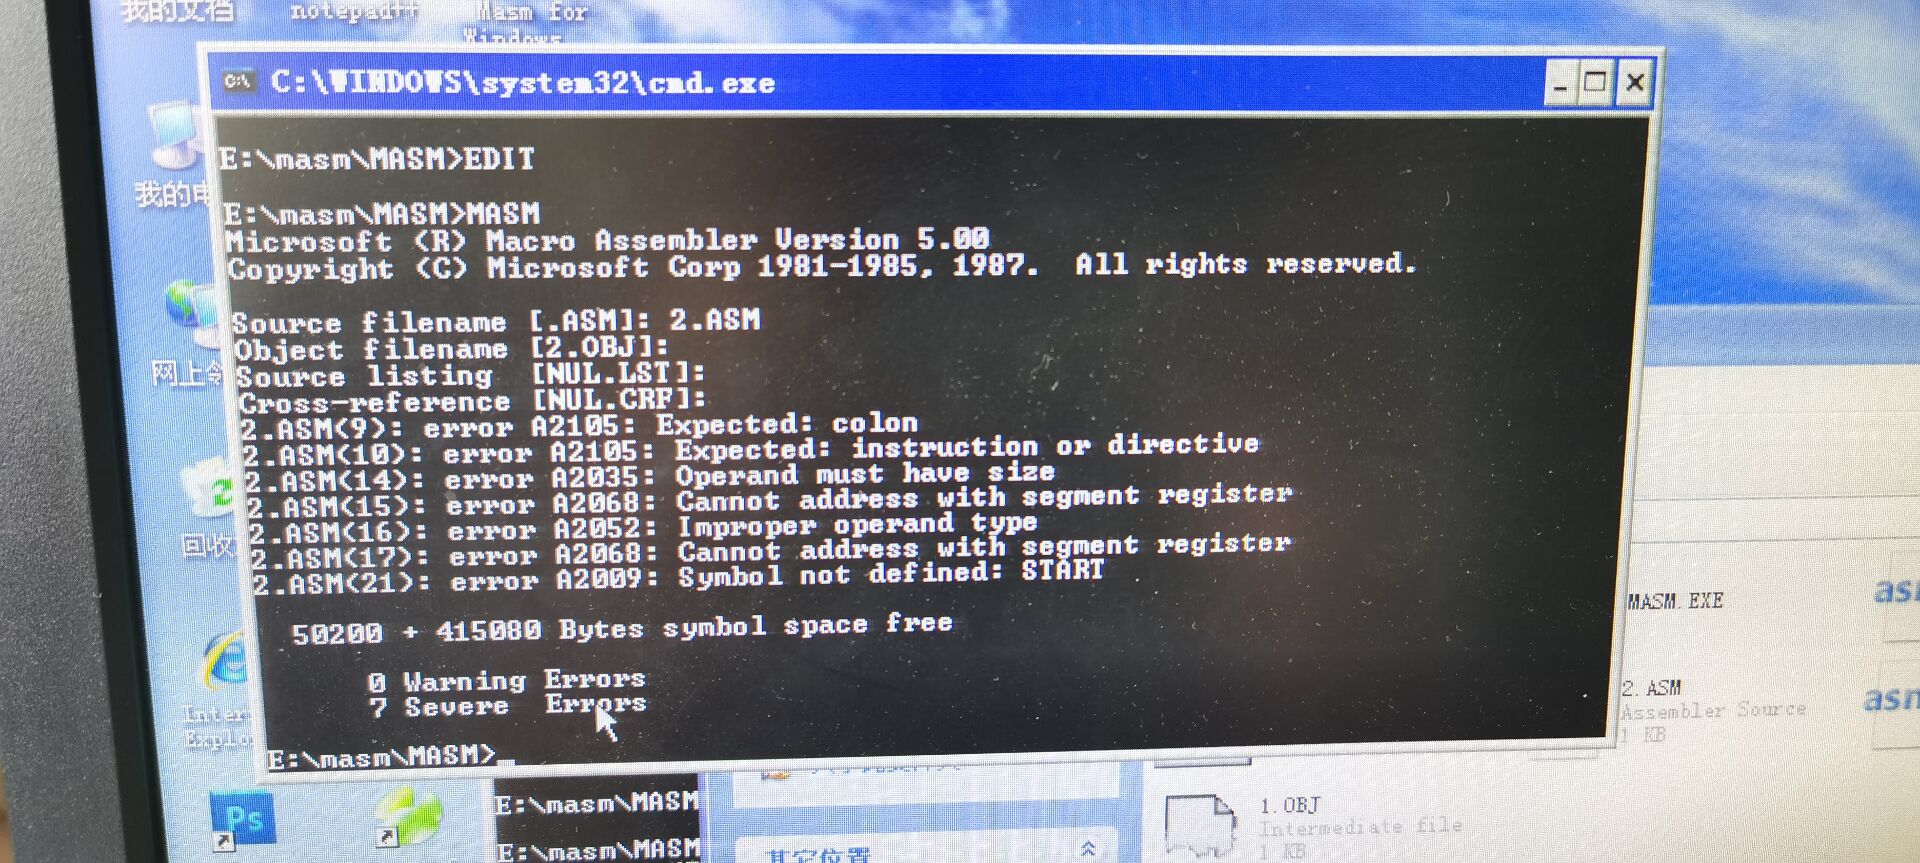 我的文档
notepad++
Masm for
Windows
C:\WINDOWS\system32\cmd.exe
E:\masm\MASM>EDIT
E:\masm\MASM>MASM
Microsoft (R) Macro Assembler Version 5.00
Copyright (C) Microsoft Corp 1981-1985, 1987.  All rights reserved.
Source filename [.ASM]: 2.ASM
Object filename [2.OBJ]:
Source listing  [NUL.LST]:
Cross-reference [NUL.CRF]:
2.ASM(9): error A2105: Expected: colon
2.ASM(10): error A2105: Expected: instruction or directive
2.ASM(14): error A2035: Operand must have size
2.ASM(15): error A2068: Cannot address with segment register
2.ASM(16): error A2052: Improper operand type
2.ASM(17): error A2068: Cannot address with segment register
2.ASM(21): error A2009: Symbol not defined: START
50200 + 415080 Bytes symbol space free
0 Warning Errors
7 Severe  Errors
E:\masm\MASM>_
我的电
网上
回收
Inter
Explo
Ps
E:\masm\MASM
E:\masm\MASM
其它位置
MASM.EXE
2.ASM
Assembler Source
1 KB
asm
asm
1.OBJ
Intermediate file
1 KB